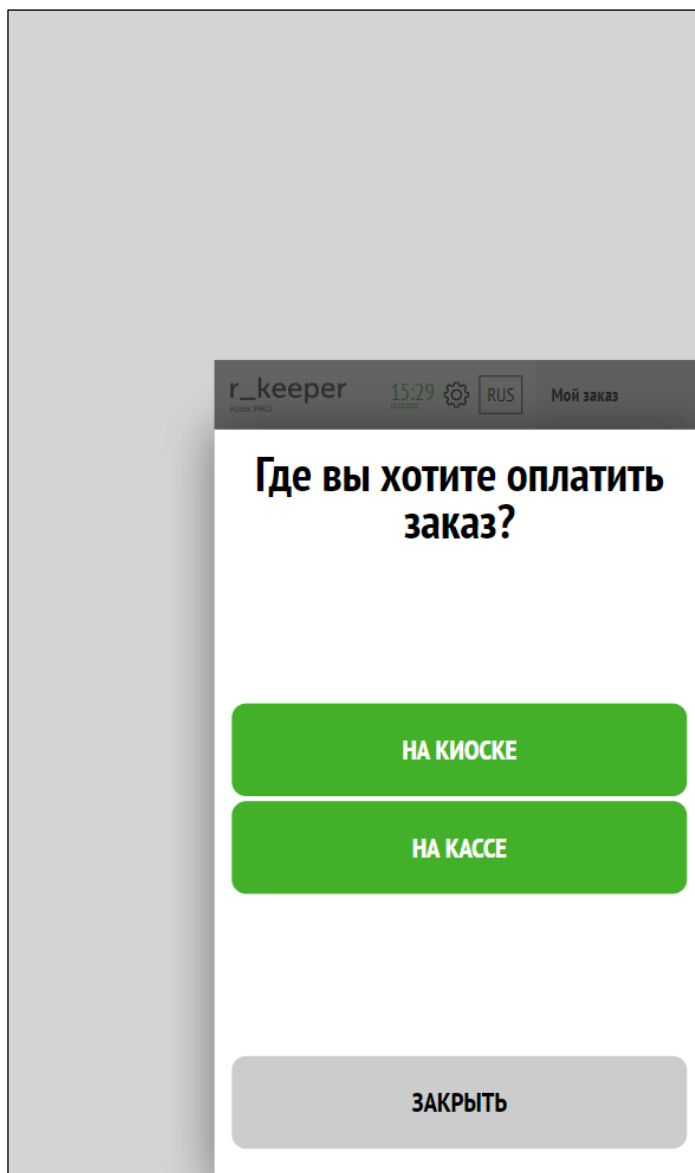 r_keeper 15:29 RUS Мой заказ
Kiosk PRO
Где вы хотите оплатить
заказ?
НА КИОСКЕ
НА КАССЕ
ЗАКРЫТЬ